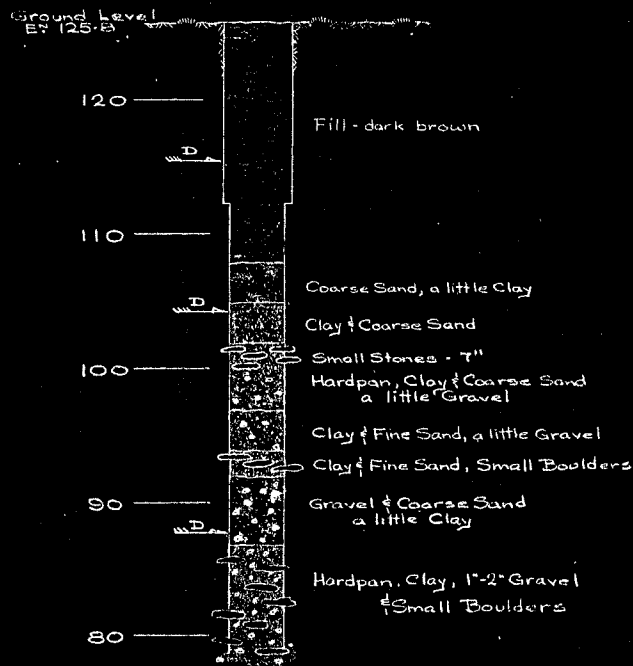 Ground Level
El. 125.8
120
Fill - dark brown
D
110
Coarse Sand, a little Clay
D
Clay & Coarse Sand
Small Stones - 7"
100
Hardpan, Clay & Coarse Sand
a little Gravel
Clay & Fine Sand, a little Gravel
Clay & Fine Sand, Small Boulders
90
Gravel & Coarse Sand
a little Clay
D
Hardpan, Clay, 1"-2" Gravel
& Small Boulders
80